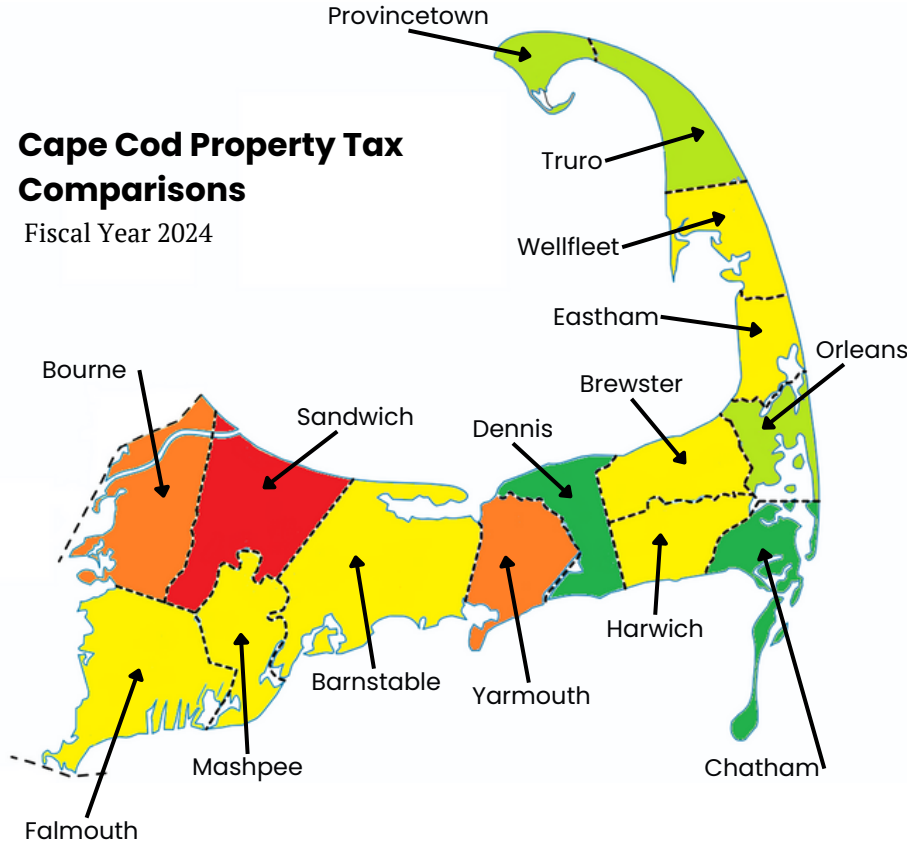 Provincetown
Cape Cod Property Tax
Comparisons
Fiscal Year 2024
Truro
Wellfleet
Eastham
Orleans
Bourne
Brewster
Sandwich
Dennis
Harwich
Barnstable
Yarmouth
Mashpee
Chatham
Falmouth